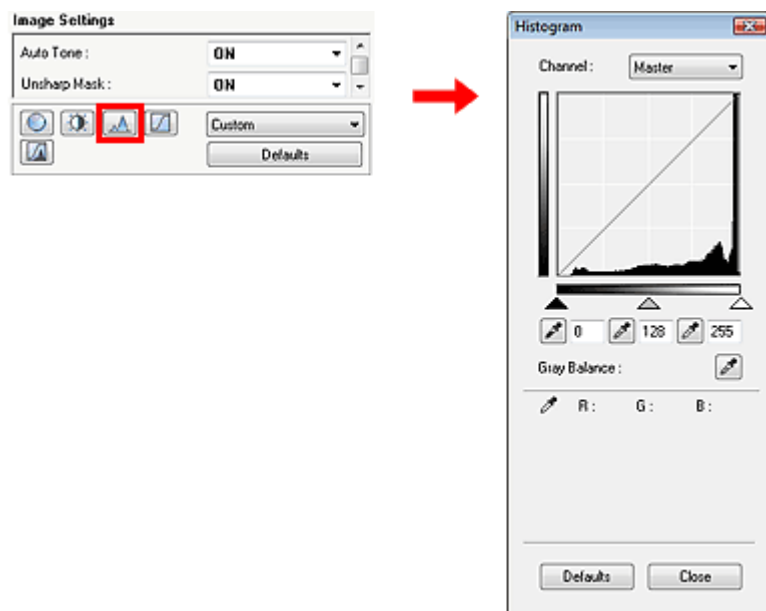 Image Settings
Auto Tone : ON
Unsharp Mask : ON
Custom
Defaults
Histogram
Channel : Master
0 128 255
Gray Balance :
R : G : B :
Defaults Close